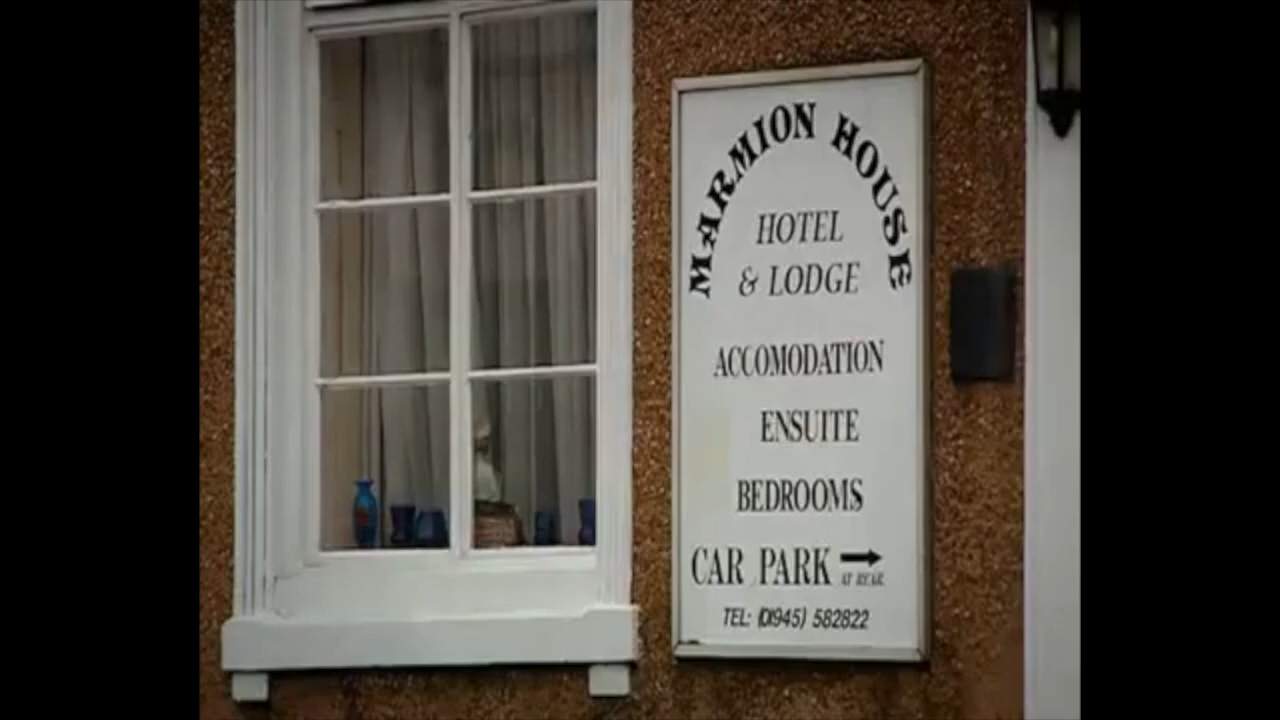 MARMION HOUSE
HOTEL
& LODGE
ACCOMODATION
ENSUITE
BEDROOMS
CAR PARK
AT REAR
TEL: (01945) 582822